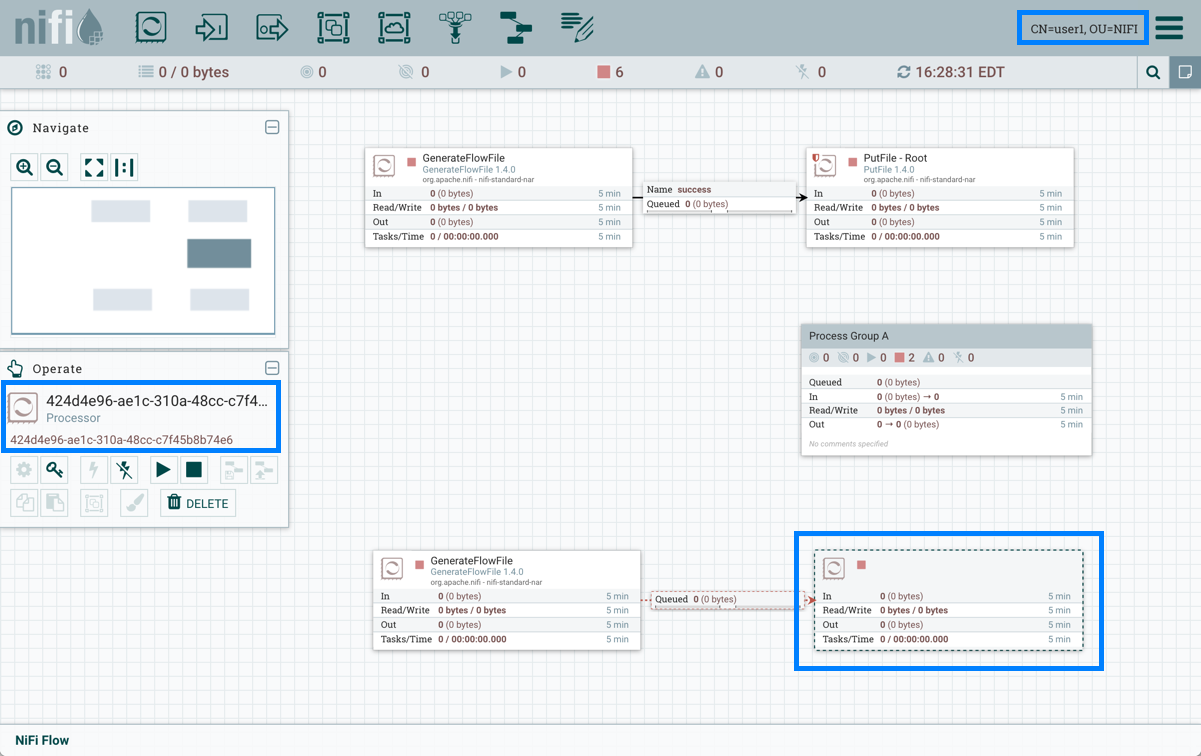 nifi
CN=user1, OU=NIFI
0
0 / 0 bytes
0
0
0
6
0
0
16:28:31 EDT
Navigate
Operate
424d4e96-ae1c-310a-48cc-c7f4...
Processor
424d4e96-ae1c-310a-48cc-c7f45b8b74e6
DELETE
GenerateFlowFile
GenerateFlowFile 1.4.0
org.apache.nifi - nifi-standard-nar
In 0 (0 bytes) 5 min
Read/Write 0 bytes / 0 bytes 5 min
Out 0 (0 bytes) 5 min
Tasks/Time 0 / 00:00:00.000 5 min
Name success
Queued 0 (0 bytes)
PutFile - Root
PutFile 1.4.0
org.apache.nifi - nifi-standard-nar
In 0 (0 bytes) 5 min
Read/Write 0 bytes / 0 bytes 5 min
Out 0 (0 bytes) 5 min
Tasks/Time 0 / 00:00:00.000 5 min
Process Group A
0 0 0 2 0 0
Queued 0 (0 bytes)
In 0 (0 bytes) → 0 5 min
Read/Write 0 bytes / 0 bytes 5 min
Out 0 → 0 (0 bytes) 5 min
No comments specified
GenerateFlowFile
GenerateFlowFile 1.4.0
org.apache.nifi - nifi-standard-nar
In 0 (0 bytes) 5 min
Read/Write 0 bytes / 0 bytes 5 min
Out 0 (0 bytes) 5 min
Tasks/Time 0 / 00:00:00.000 5 min
Queued 0 (0 bytes)
In 0 (0 bytes) 5 min
Read/Write 0 bytes / 0 bytes 5 min
Out 0 (0 bytes) 5 min
Tasks/Time 0 / 00:00:00.000 5 min
NiFi Flow